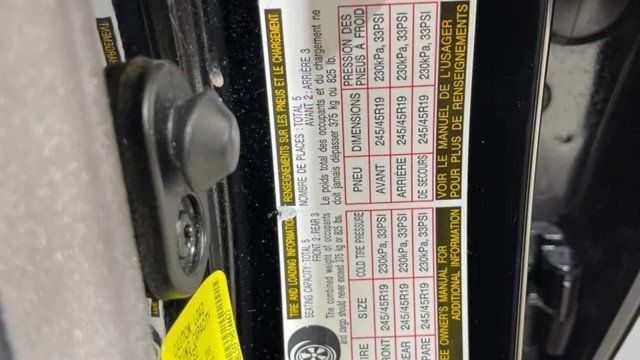 TIRE AND LOADING INFORMATION
SEATING CAPACITY: TOTAL 5
FRONT 2: REAR 3
The combined weight of occupants
and cargo should never exceed 375 kg or 825 lbs.
SIZE COLD TIRE PRESSURE
245/45R19 230kPa, 33PSI
245/45R19 230kPa, 33PSI
245/45R19 230kPa, 33PSI
OWNER'S MANUAL FOR
ADDITIONAL INFORMATION
RENSEIGNEMENTS SUR LES PNEUS ET LE CHARGEMENT
NOMBRE DE PLACES : TOTAL 5
AVANT 2 : ARRIÈRE 3
Le poids total des occupants et du chargement ne
doit jamais dépasser 375 kg ou 825 lb.
PNEU DIMENSIONS PRESSION DES
PNEUS À FROID
AVANT 245/45R19 230kPa, 33PSI
ARRIÈRE 245/45R19 230kPa, 33PSI
DE SECOURS 245/45R19 230kPa, 33PSI
VOIR LE MANUEL DE L'USAGER
POUR PLUS DE RENSEIGNEMENTS